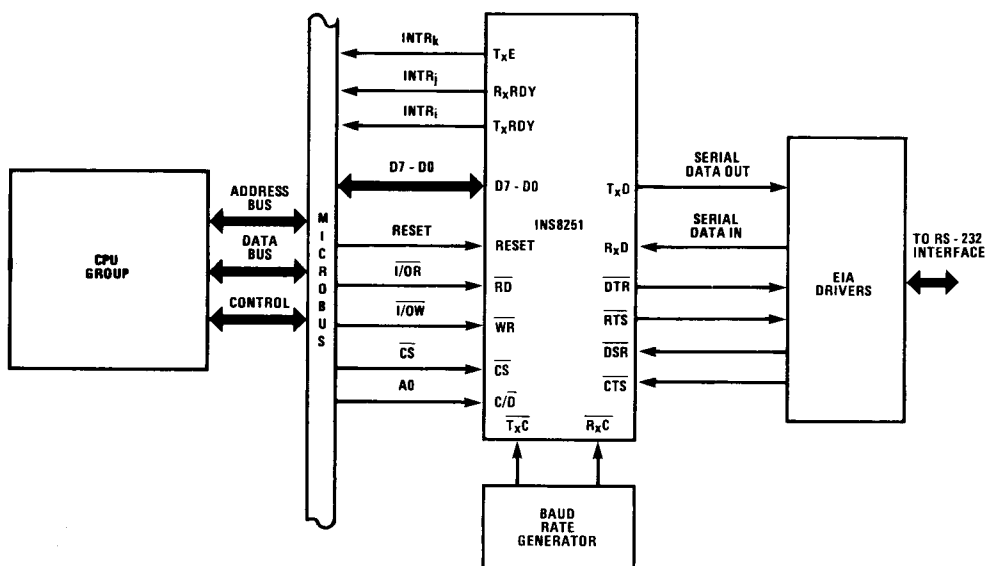 INTRk
TxE
INTRj
RxRDY
INTRi
TxRDY
D7 - D0
D7 - D0
INS8251
RESET
RESET
I/OR
RD
I/OW
WR
CS
CS
A0
C/D
TxC
RxC
TxD
RxD
DTR
RTS
DSR
CTS
CPU
GROUP
ADDRESS
BUS
DATA
BUS
CONTROL
MICROBUS
SERIAL
DATA OUT
SERIAL
DATA IN
EIA
DRIVERS
TO RS - 232
INTERFACE
BAUD
RATE
GENERATOR